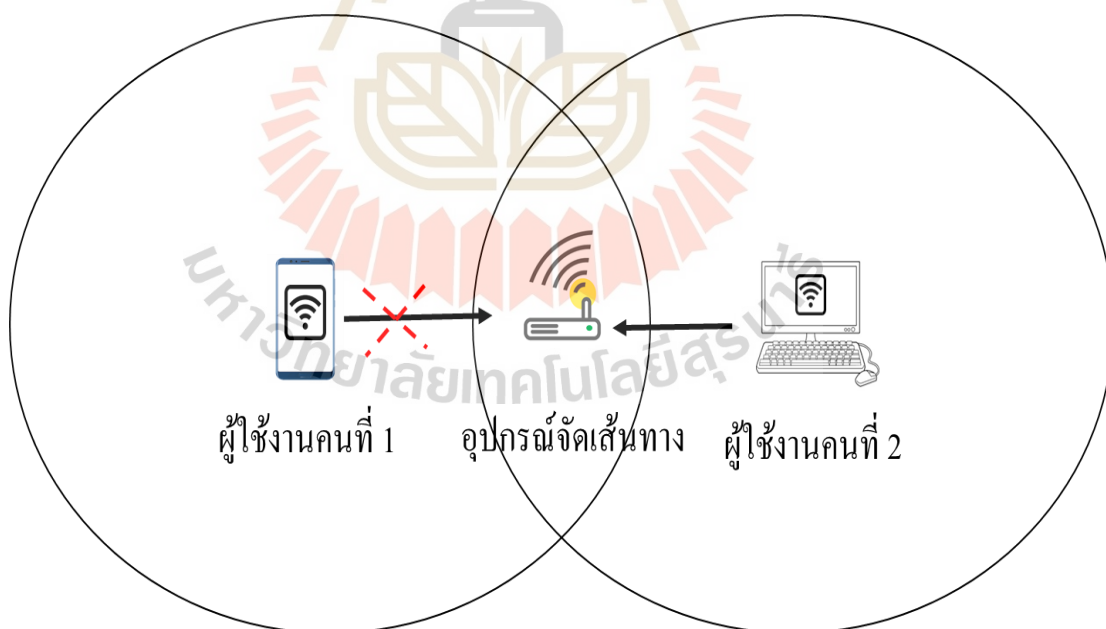 มหาวิทยาลัยเทคโนโลยีสุรนารี
ผู้ใช้งานคนที่ 1
อุปกรณ์จัดเส้นทาง
ผู้ใช้งานคนที่ 2